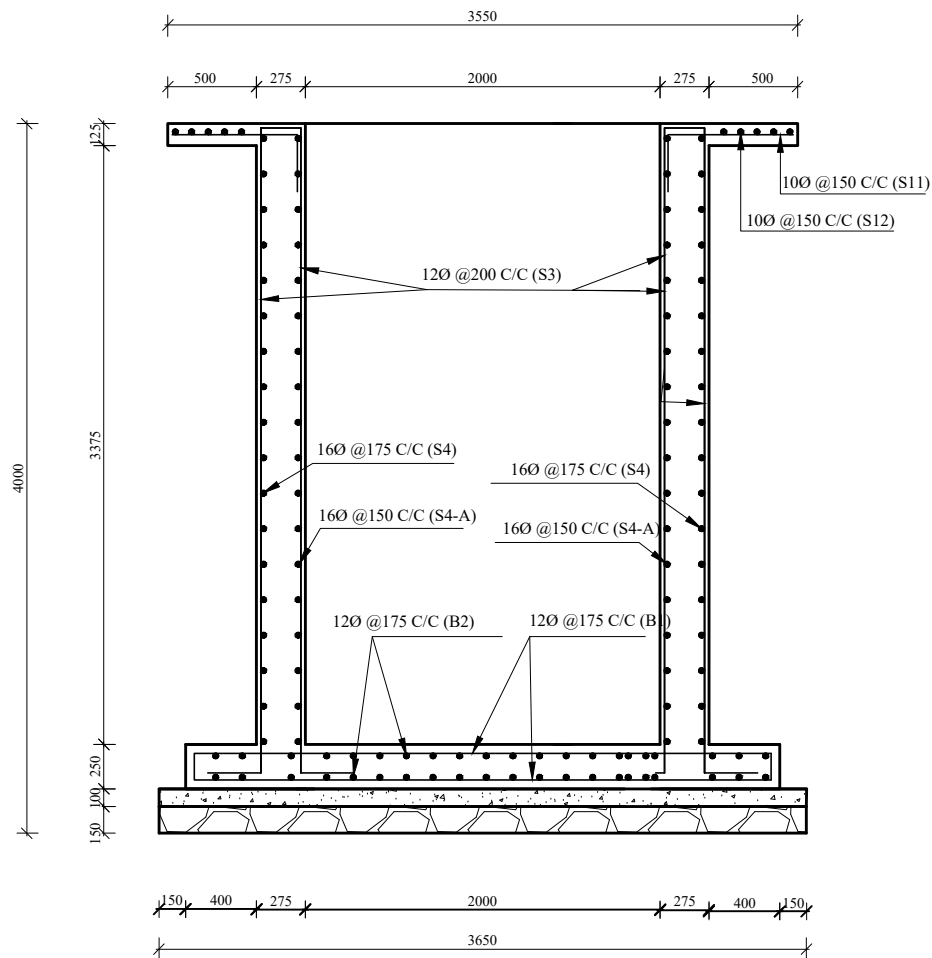 3550
500
275
2000
275
500
125
10Ø @150 C/C (S11)
10Ø @150 C/C (S12)
12Ø @200 C/C (S3)
3375
4000
16Ø @175 C/C (S4)
16Ø @175 C/C (S4)
16Ø @150 C/C (S4-A)
16Ø @150 C/C (S4-A)
12Ø @175 C/C (B2)
12Ø @175 C/C (B1)
250
100
150
150
400
275
2000
275
400
150
3650